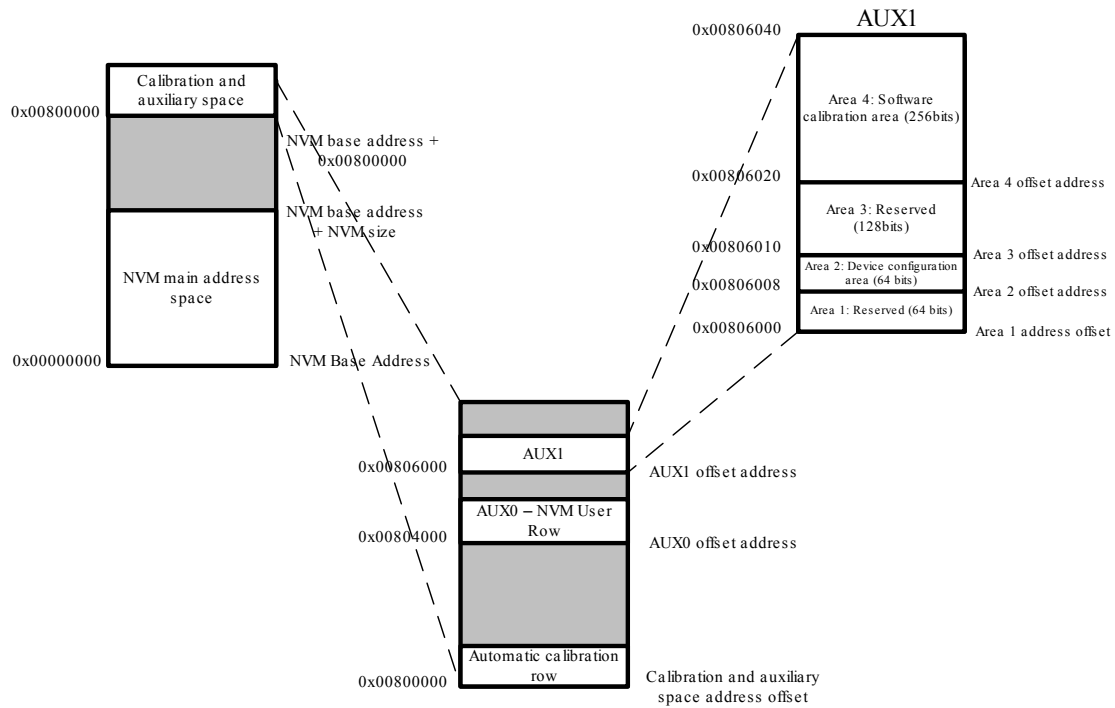 AUX1
0x00806040
Calibration and
auxiliary space
0x00800000
Area 4: Software
calibration area (256bits)
NVM base address +
0x00800000
0x00806020
Area 4 offset address
NVM base address
+ NVM size
Area 3: Reserved
(128bits)
0x00806010
Area 3 offset address
NVM main address
space
Area 2: Device configuration
area (64 bits)
0x00806008
Area 2 offset address
Area 1: Reserved (64 bits)
0x00806000
Area 1 address offset
0x00000000
NVM Base Address
AUX1
0x00806000
AUX1 offset address
AUX0 – NVM User
Row
0x00804000
AUX0 offset address
Automatic calibration
row
0x00800000
Calibration and auxiliary
space address offset